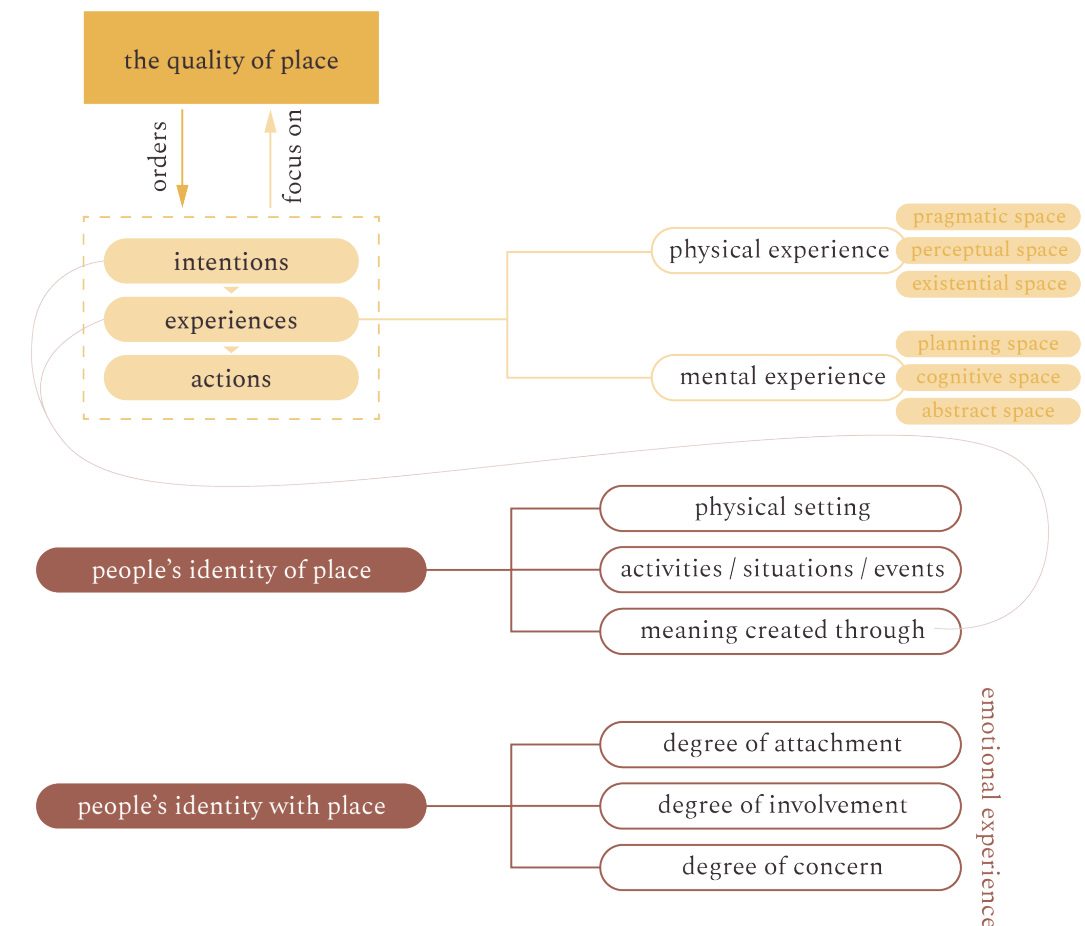 the quality of place
orders
focus on
intentions
experiences
actions
physical experience
pragmatic space
perceptual space
existential space
mental experience
planning space
cognitive space
abstract space
people’s identity of place
physical setting
activities / situations / events
meaning created through
people’s identity with place
degree of attachment
degree of involvement
degree of concern
emotional experience